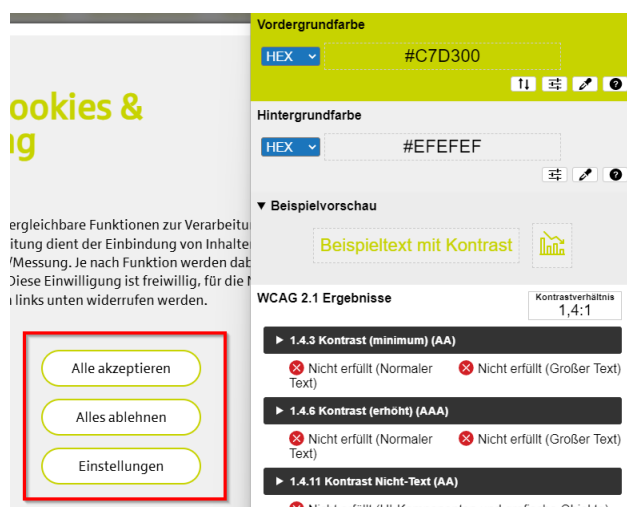 ookies &
ng
ergleichbare Funktionen zur Verarbeitu
itung dient der Einbindung von Inhalte
/Messung. Je nach Funktion werden dab
Diese Einwilligung ist freiwillig, für die N
links unten widerrufen werden.
Alle akzeptieren
Alles ablehnen
Einstellungen
Vordergrundfarbe
HEX #C7D300
Hintergrundfarbe
HEX #EFEFEF
▼ Beispielvorschau
Beispieltext mit Kontrast
WCAG 2.1 Ergebnisse
Kontrastverhältnis
1,4:1
▶ 1.4.3 Kontrast (minimum) (AA)
Nicht erfüllt (Normaler Text)
Nicht erfüllt (Großer Text)
▶ 1.4.6 Kontrast (erhöht) (AAA)
Nicht erfüllt (Normaler Text)
Nicht erfüllt (Großer Text)
▶ 1.4.11 Kontrast Nicht-Text (AA)